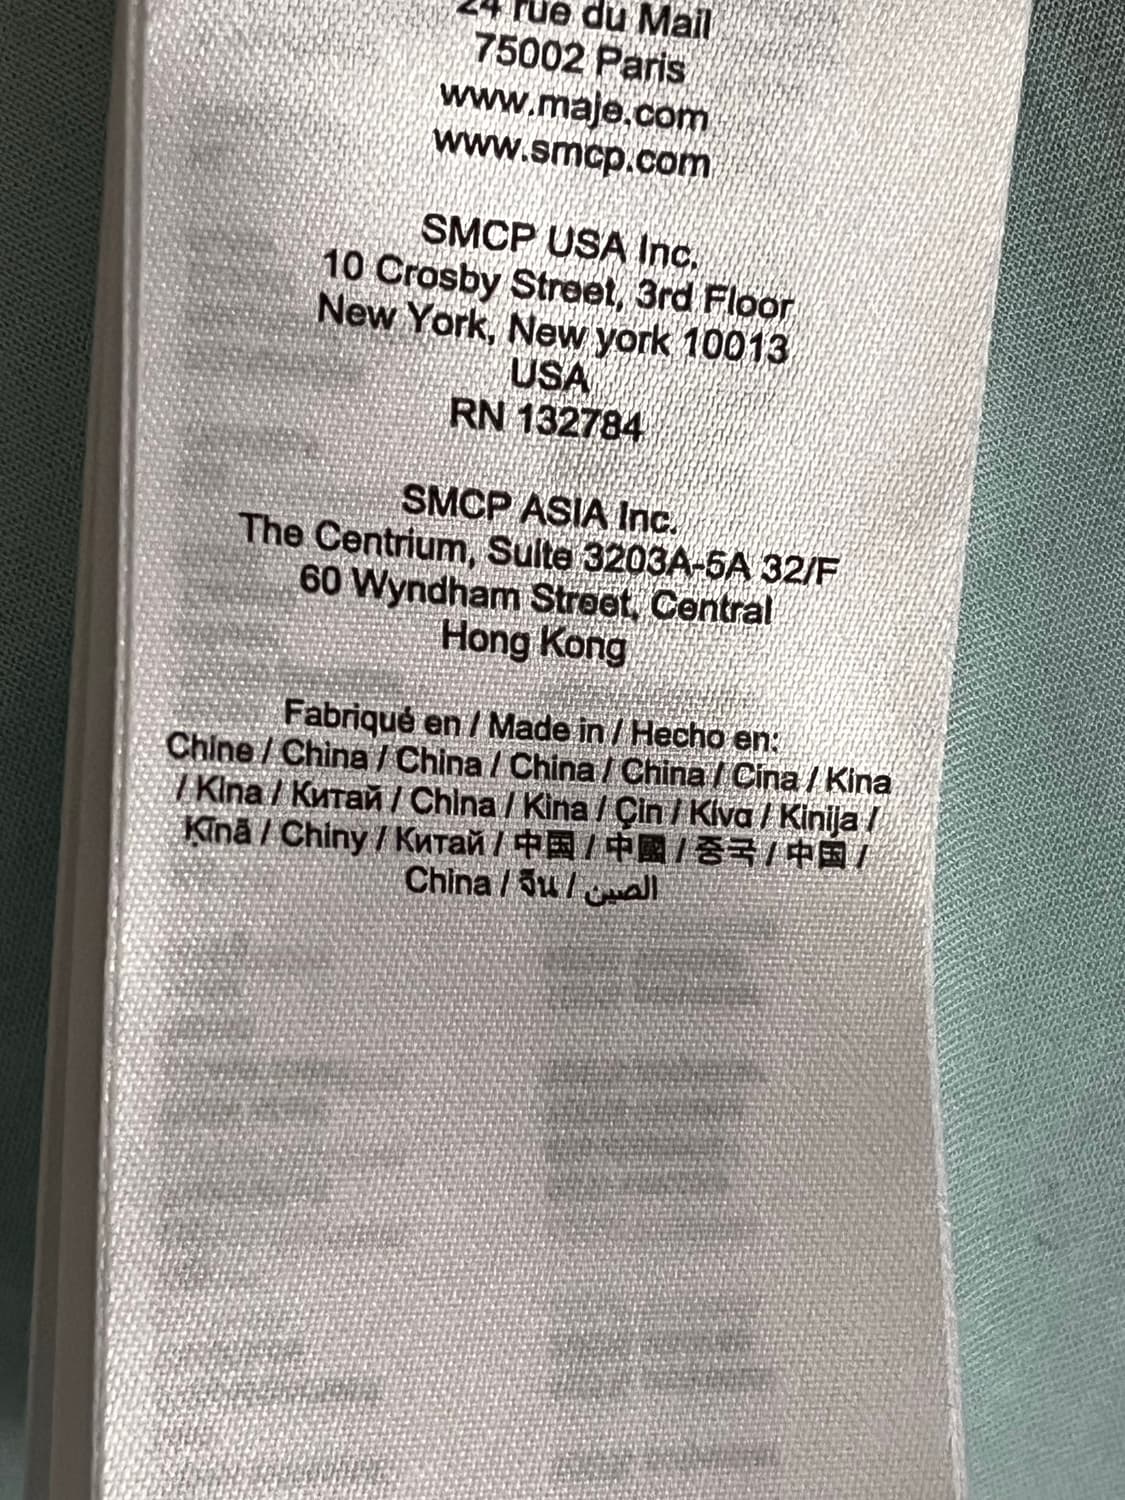 24 rue du Mail
75002 Paris
www.maje.com
www.smcp.com
SMCP USA Inc.
10 Crosby Street, 3rd Floor
New York, New york 10013
USA
RN 132784
SMCP ASIA Inc.
The Centrium, Suite 3203A-5A 32/F
60 Wyndham Street, Central
Hong Kong
Fabriqué en / Made in / Hecho en:
Chine / China / China / China / China / Cina / Kina
/ Kina / Китай / China / Kina / Çin / Κίνα / Kinija /
Ķīnā / Chiny / Китай / 中国 / 中國 / 중국 / 中国 /
China / จีน / الصين